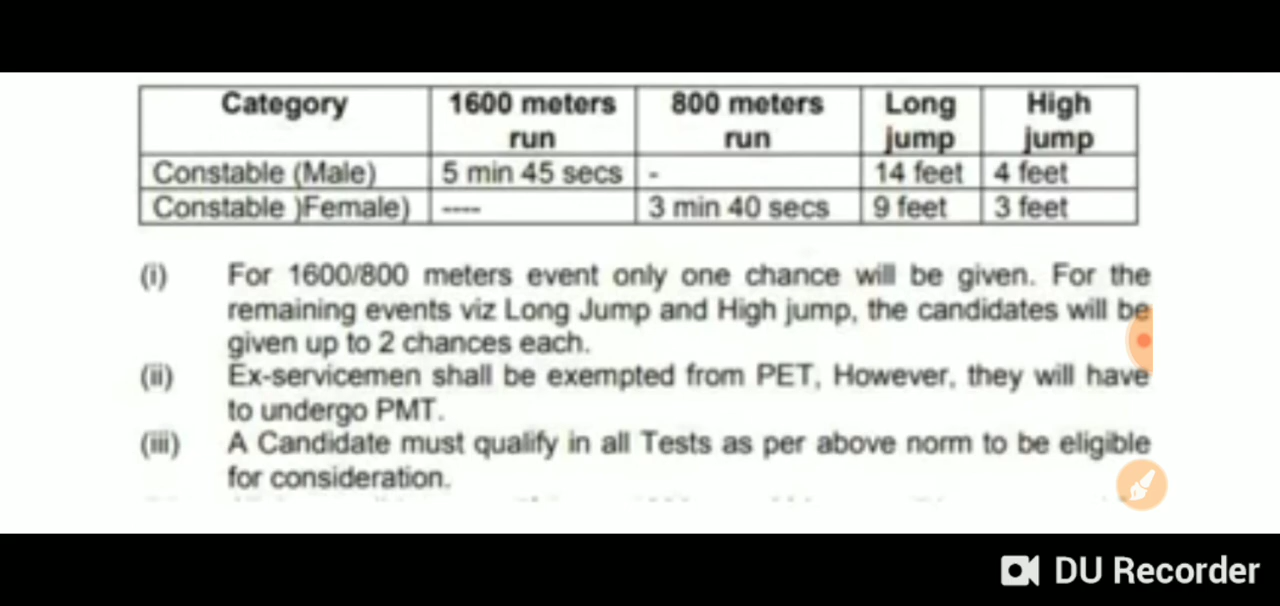 Category 1600 meters run 800 meters run Long jump High jump
Constable (Male) 5 min 45 secs - 14 feet 4 feet
Constable )Female) ---- 3 min 40 secs 9 feet 3 feet
(i) For 1600/800 meters event only one chance will be given. For the
remaining events viz Long Jump and High jump, the candidates will be
given up to 2 chances each.
(ii) Ex-servicemen shall be exempted from PET, However, they will have
to undergo PMT.
(iii) A Candidate must qualify in all Tests as per above norm to be eligible
for consideration.
DU Recorder